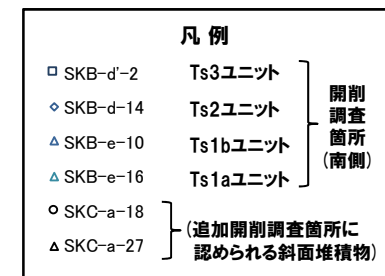 凡 例
SKB-d'-2 Ts3ユニット
SKB-d-14 Ts2ユニット
SKB-e-10 Ts1bユニット
SKB-e-16 Ts1aユニット
開削
調査
箇所
(南側)
SKC-a-18
SKC-a-27
(追加開削調査箇所に
認められる斜面堆積物)